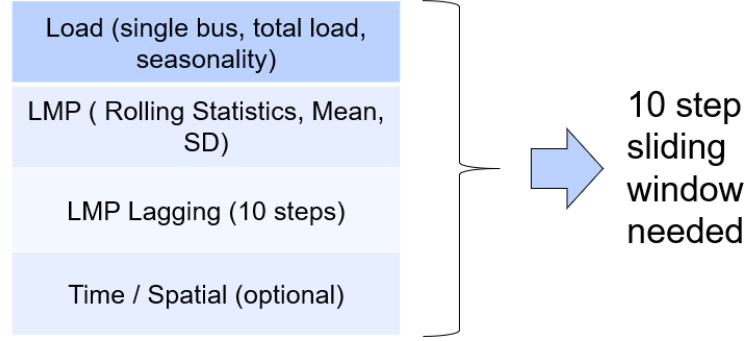 Load (single bus, total load,
seasonality)
LMP ( Rolling Statistics, Mean,
SD)
LMP Lagging (10 steps)
Time / Spatial (optional)
10 step
sliding
window
needed